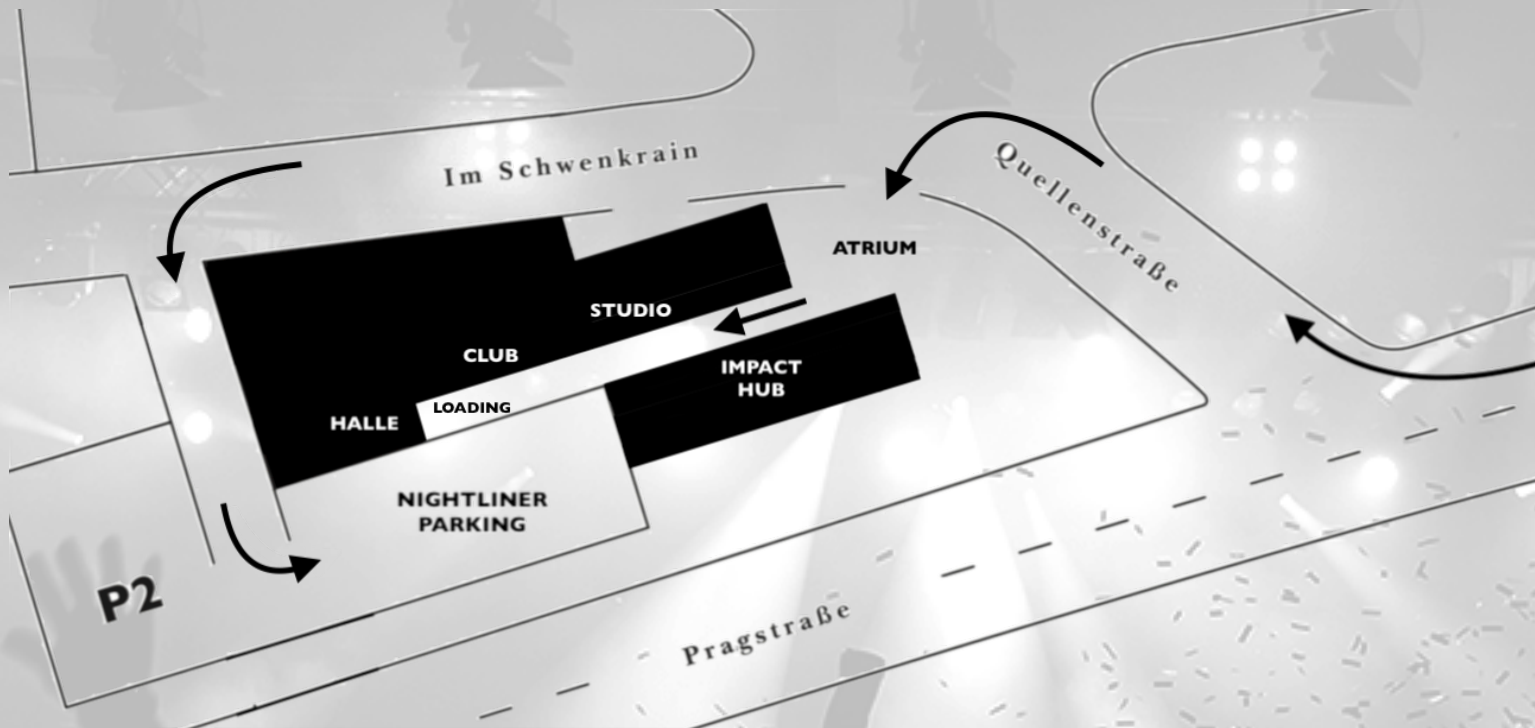 Im Schwenkrain
Quellenstraße
ATRIUM
STUDIO
CLUB
IMPACT
HUB
LOADING
HALLE
NIGHTLINER
PARKING
P2
Pragstraße